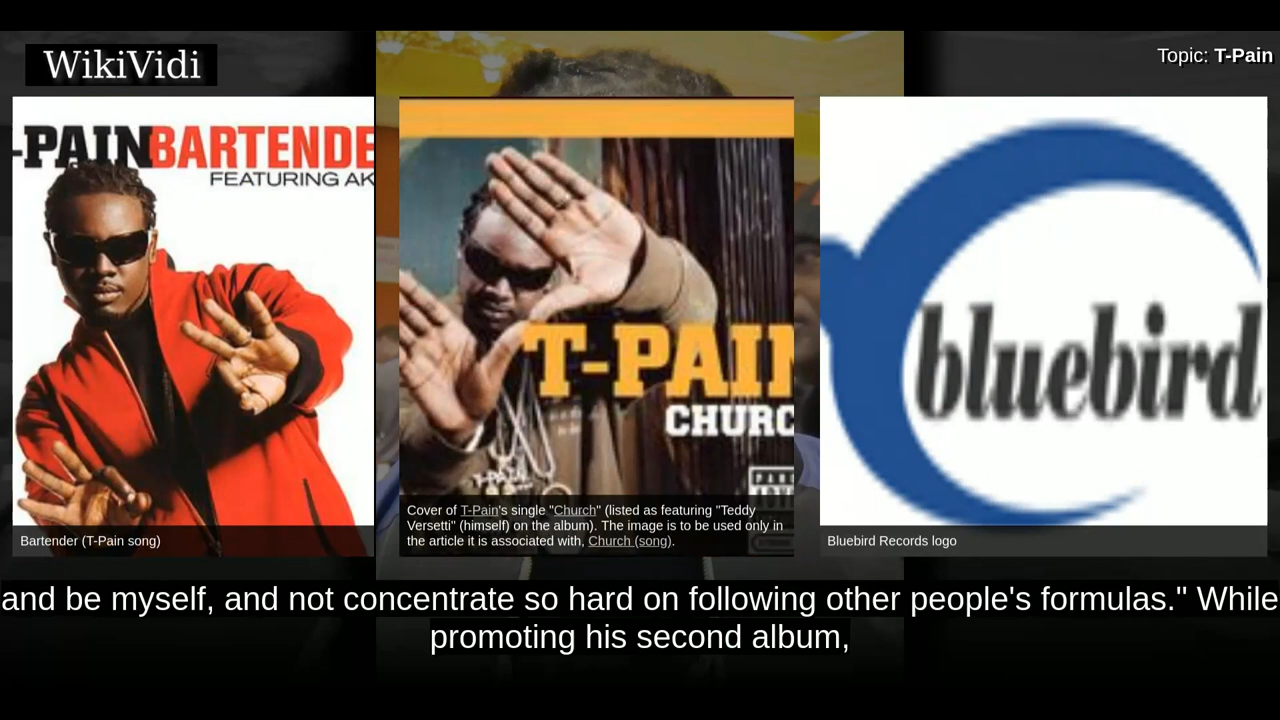 WikiVidi
Topic: T-Pain
-PAIN BARTENDE
FEATURING AK
Bartender (T-Pain song)
T-PAIN
CHURC
Cover of T-Pain's single "Church" (listed as featuring "Teddy
Versetti" (himself) on the album). The image is to be used only in
the article it is associated with, Church (song).
bluebird
Bluebird Records logo
and be myself, and not concentrate so hard on following other people's formulas." While
promoting his second album,